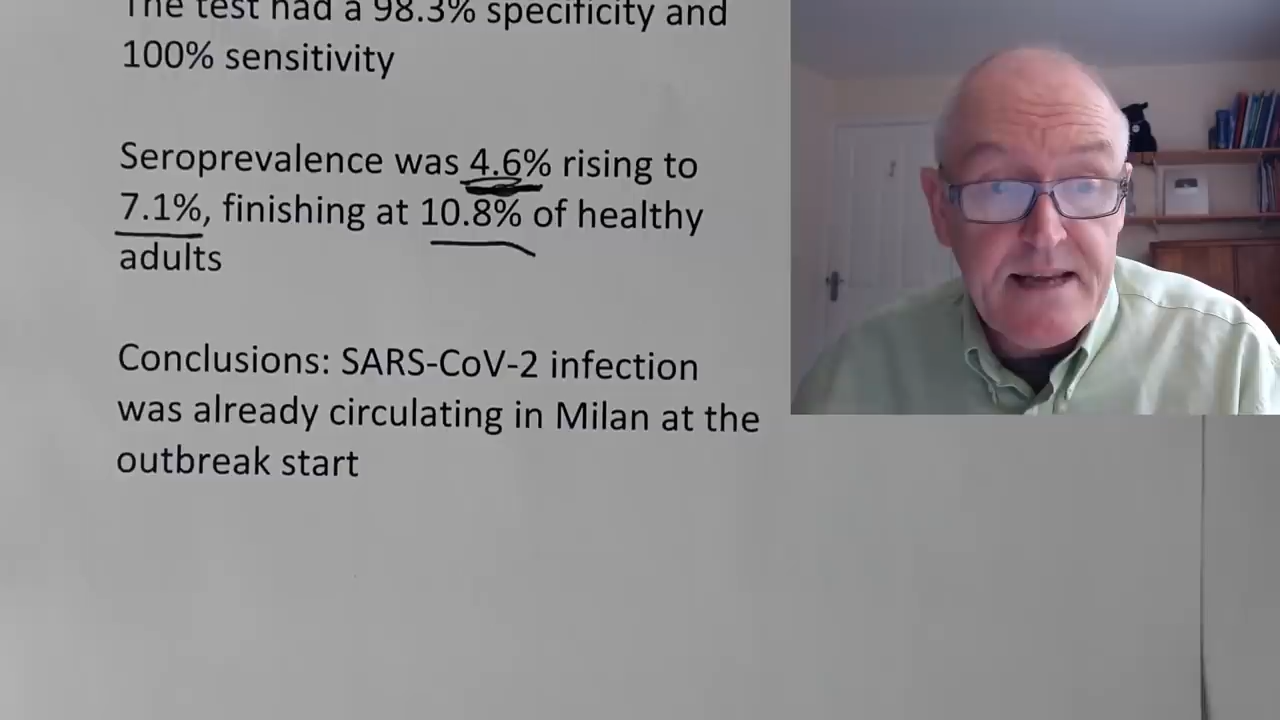 The test had a 98.3% specificity and
100% sensitivity
Seroprevalence was 4.6% rising to
7.1%, finishing at 10.8% of healthy
adults
Conclusions: SARS-CoV-2 infection
was already circulating in Milan at the
outbreak start